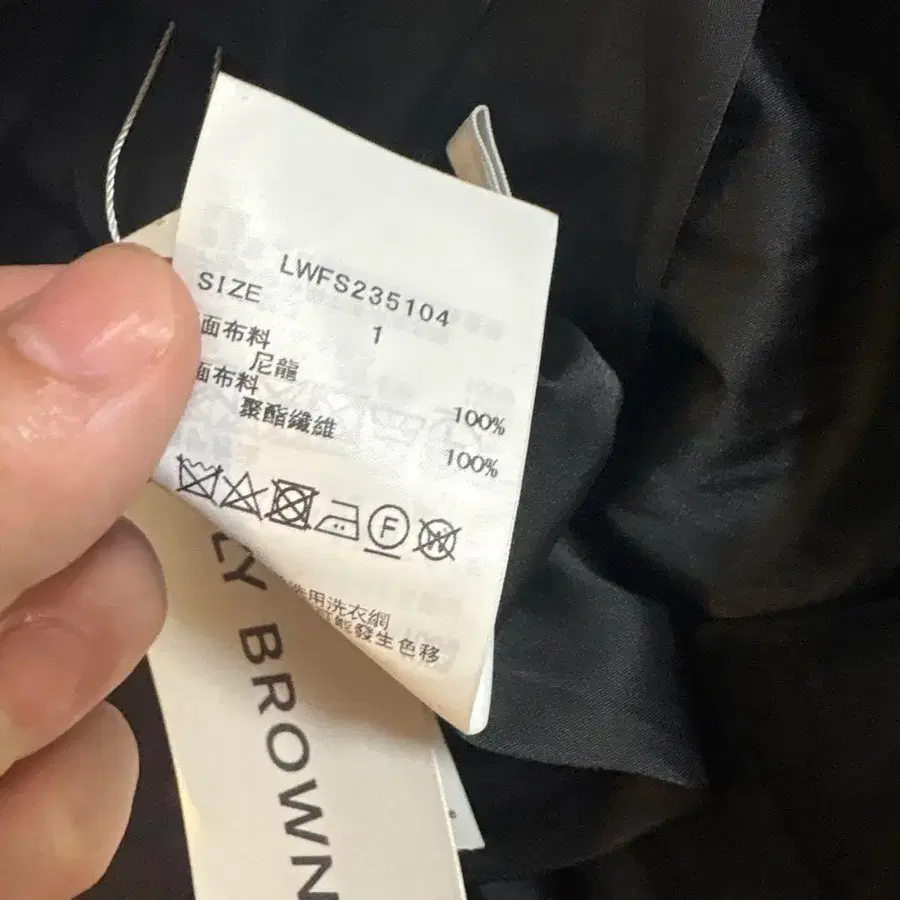 LWFS235104
SIZE 1
面布料
尼龍 100%
面布料
聚酯纖維 100%
F
W
用洗衣網
能發生色移
LY BROWN